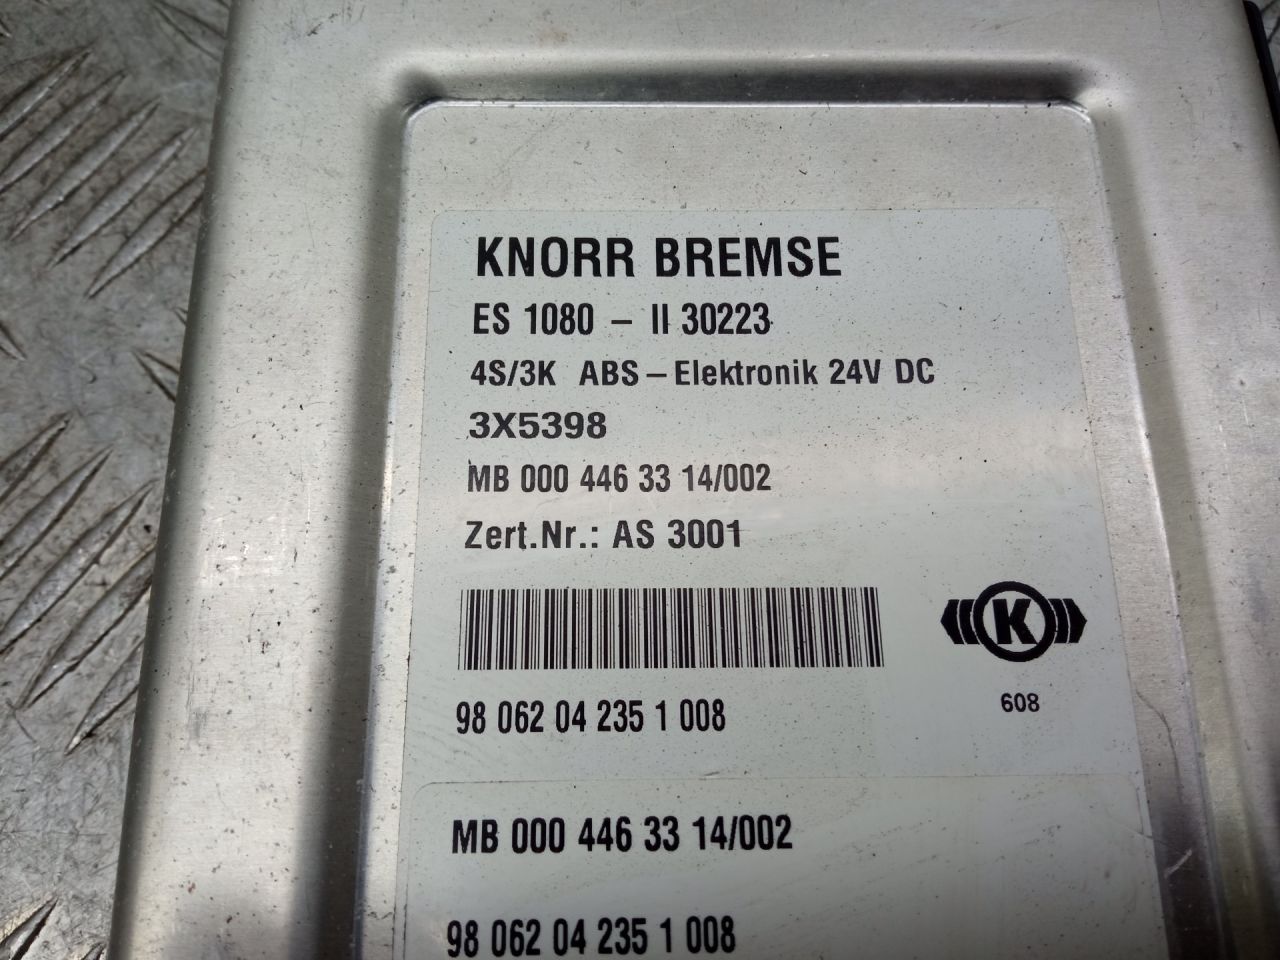 KNORR BREMSE
ES 1080 – II 30223
4S/3K ABS – Elektronik 24V DC
3X5398
MB 000 446 33 14/002
Zert.Nr.: AS 3001
K
98 062 04 235 1 008
608
MB 000 446 33 14/002
98 062 04 235 1 008